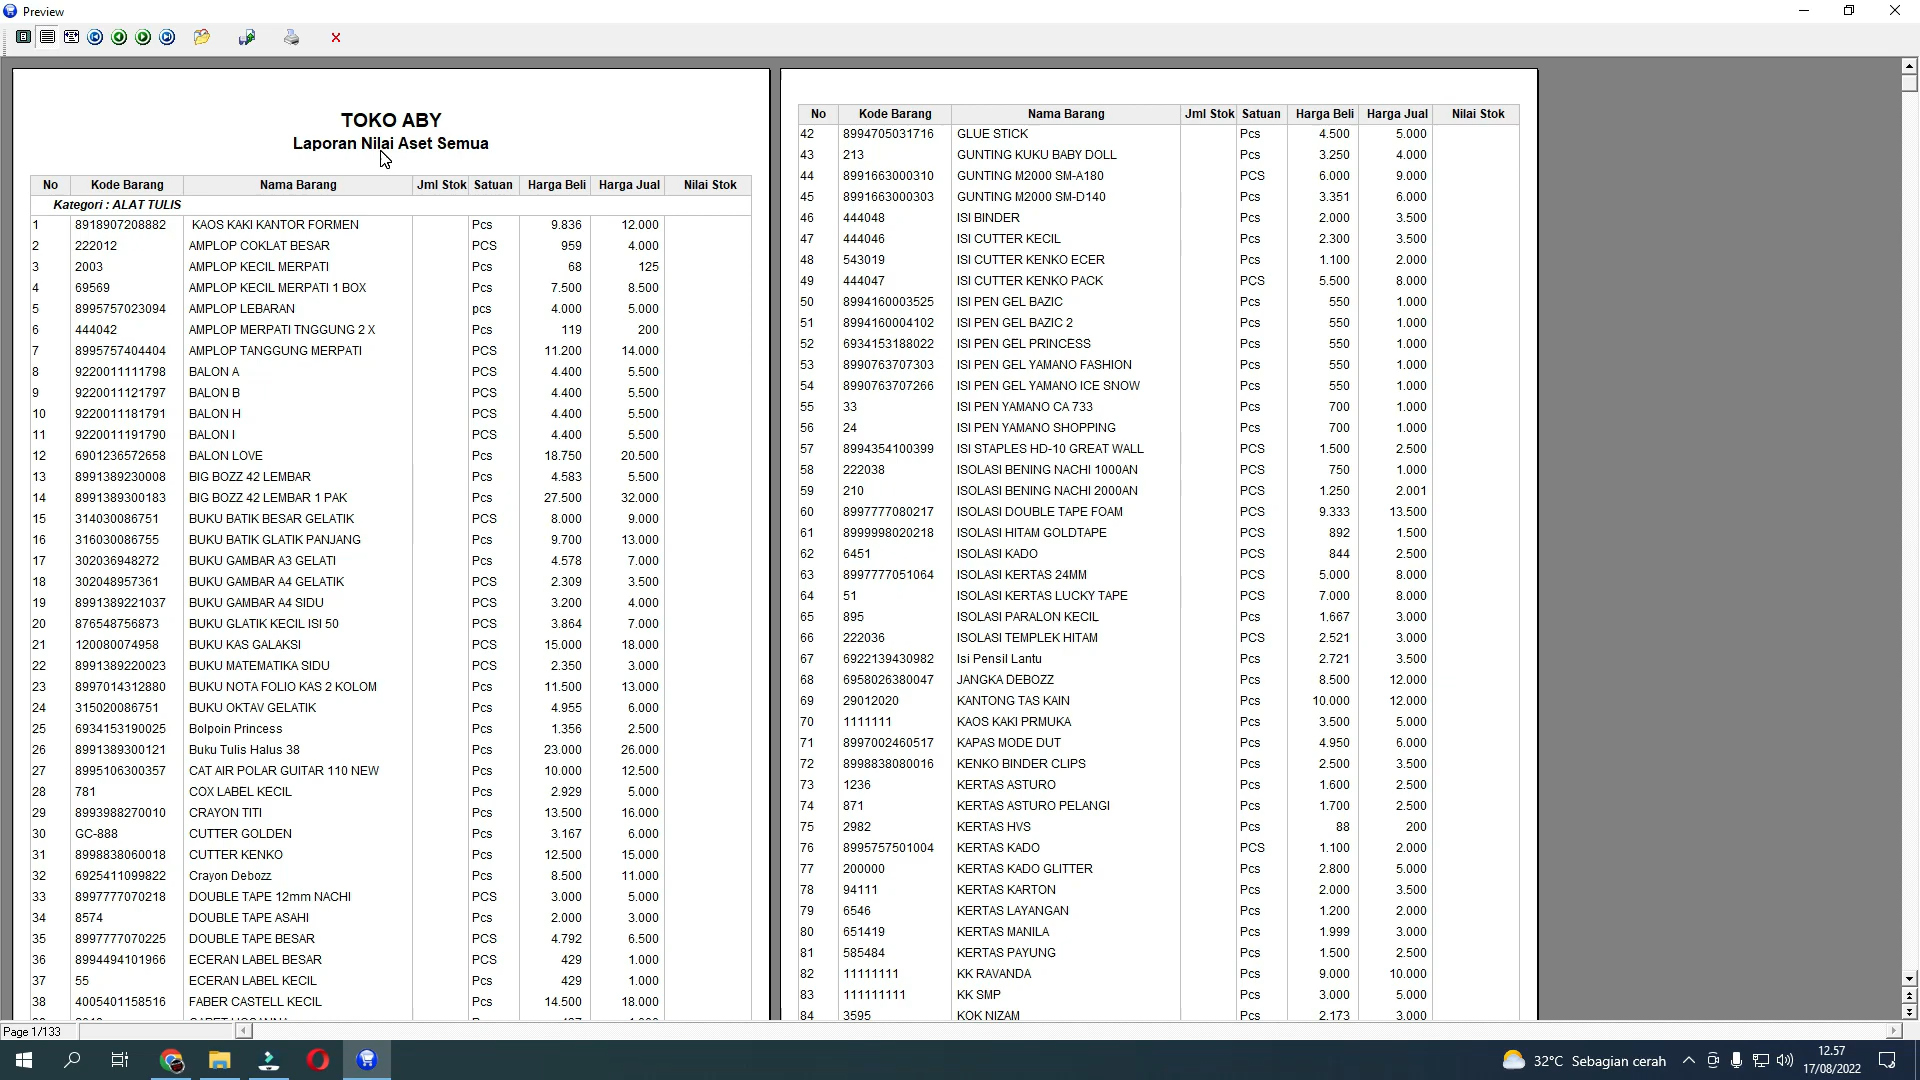 Preview
TOKO ABY
Laporan Nilai Aset Semua
No Kode Barang Nama Barang Jml Stok Satuan Harga Beli Harga Jual Nilai Stok
Kategori : ALAT TULIS
1 8918907208882 KAOS KAKI KANTOR FORMEN Pcs 9.836 12.000
2 222012 AMPLOP COKLAT BESAR PCS 959 4.000
3 2003 AMPLOP KECIL MERPATI Pcs 68 125
4 69569 AMPLOP KECIL MERPATI 1 BOX Pcs 7.500 8.500
5 8995757023094 AMPLOP LEBARAN pcs 4.000 5.000
6 444042 AMPLOP MERPATI TNGGUNG 2 X Pcs 119 200
7 8995757404404 AMPLOP TANGGUNG MERPATI PCS 11.200 14.000
8 9220011111798 BALON A PCS 4.400 5.500
9 9220011121797 BALON B PCS 4.400 5.500
10 9220011181791 BALON H PCS 4.400 5.500
11 9220011191790 BALON I PCS 4.400 5.500
12 6901236572658 BALON LOVE Pcs 18.750 20.500
13 8991389230008 BIG BOZZ 42 LEMBAR Pcs 4.583 5.500
14 8991389300183 BIG BOZZ 42 LEMBAR 1 PAK Pcs 27.500 32.000
15 314030086751 BUKU BATIK BESAR GELATIK PCS 8.000 9.000
16 316030086755 BUKU BATIK GLATIK PANJANG PCS 9.700 13.000
17 302036948272 BUKU GAMBAR A3 GELATI Pcs 4.578 7.000
18 302048957361 BUKU GAMBAR A4 GELATIK PCS 2.309 3.500
19 8991389221037 BUKU GAMBAR A4 SIDU PCS 3.200 4.000
20 876548756873 BUKU GLATIK KECIL ISI 50 PCS 3.864 7.000
21 120080074958 BUKU KAS GALAKSI PCS 15.000 18.000
22 8991389220023 BUKU MATEMATIKA SIDU PCS 2.350 3.000
23 8997014312880 BUKU NOTA FOLIO KAS 2 KOLOM Pcs 11.500 13.000
24 315020086751 BUKU OKTAV GELATIK PCS 4.955 6.000
25 6934153190025 Bolpoin Princess Pcs 1.356 2.500
26 8991389300121 Buku Tulis Halus 38 Pcs 23.000 26.000
27 8995106300357 CAT AIR POLAR GUITAR 110 NEW Pcs 10.000 12.500
28 781 COX LABEL KECIL Pcs 2.929 5.000
29 8993988270010 CRAYON TITI Pcs 13.500 16.000
30 GC-888 CUTTER GOLDEN Pcs 3.167 6.000
31 8998838060018 CUTTER KENKO Pcs 12.500 15.000
32 6925411099822 Crayon Debozz Pcs 8.500 11.000
33 8997777070218 DOUBLE TAPE 12mm NACHI PCS 3.000 5.000
34 8574 DOUBLE TAPE ASAHI Pcs 2.000 3.000
35 8997777070225 DOUBLE TAPE BESAR PCS 4.792 6.500
36 8994494101966 ECERAN LABEL BESAR PCS 429 1.000
37 55 ECERAN LABEL KECIL Pcs 429 1.000
38 4005401158516 FABER CASTELL KECIL Pcs 14.500 18.000
No Kode Barang Nama Barang Jml Stok Satuan Harga Beli Harga Jual Nilai Stok
42 8994705031716 GLUE STICK Pcs 4.500 5.000
43 213 GUNTING KUKU BABY DOLL Pcs 3.250 4.000
44 8991663000310 GUNTING M2000 SM-A180 PCS 6.000 9.000
45 8991663000303 GUNTING M2000 SM-D140 Pcs 3.351 6.000
46 444048 ISI BINDER Pcs 2.000 3.500
47 444046 ISI CUTTER KECIL Pcs 2.300 3.500
48 543019 ISI CUTTER KENKO ECER Pcs 1.100 2.000
49 444047 ISI CUTTER KENKO PACK PCS 5.500 8.000
50 8994160003525 ISI PEN GEL BAZIC Pcs 550 1.000
51 8994160004102 ISI PEN GEL BAZIC 2 Pcs 550 1.000
52 6934153188022 ISI PEN GEL PRINCESS Pcs 550 1.000
53 8990763707303 ISI PEN GEL YAMANO FASHION Pcs 550 1.000
54 8990763707266 ISI PEN GEL YAMANO ICE SNOW Pcs 550 1.000
55 33 ISI PEN YAMANO CA 733 Pcs 700 1.000
56 24 ISI PEN YAMANO SHOPPING Pcs 700 1.000
57 8994354100399 ISI STAPLES HD-10 GREAT WALL PCS 1.500 2.500
58 222038 ISOLASI BENING NACHI 1000AN PCS 750 1.000
59 210 ISOLASI BENING NACHI 2000AN PCS 1.250 2.001
60 8997777080217 ISOLASI DOUBLE TAPE FOAM PCS 9.333 13.500
61 8999998020218 ISOLASI HITAM GOLDTAPE PCS 892 1.500
62 6451 ISOLASI KADO PCS 844 2.500
63 8997777051064 ISOLASI KERTAS 24MM PCS 5.000 8.000
64 51 ISOLASI KERTAS LUCKY TAPE PCS 7.000 8.000
65 895 ISOLASI PARALON KECIL Pcs 1.667 3.000
66 222036 ISOLASI TEMPLEK HITAM PCS 2.521 3.000
67 6922139430982 Isi Pensil Lantu Pcs 2.721 3.500
68 6958026380047 JANGKA DEBOZZ Pcs 8.500 12.000
69 29012020 KANTONG TAS KAIN Pcs 10.000 12.000
70 1111111 KAOS KAKI PRMUKA Pcs 3.500 5.000
71 8997002460517 KAPAS MODE DUT Pcs 4.950 6.000
72 8998838080016 KENKO BINDER CLIPS Pcs 2.500 3.500
73 1236 KERTAS ASTURO Pcs 1.600 2.500
74 871 KERTAS ASTURO PELANGI Pcs 1.700 2.500
75 2982 KERTAS HVS Pcs 88 200
76 8995757501004 KERTAS KADO PCS 1.100 2.000
77 200000 KERTAS KADO GLITTER Pcs 2.800 5.000
78 94111 KERTAS KARTON Pcs 2.000 3.500
79 6546 KERTAS LAYANGAN Pcs 1.200 2.000
80 651419 KERTAS MANILA Pcs 1.999 3.000
81 585484 KERTAS PAYUNG Pcs 1.500 2.500
82 11111111 KK RAVANDA Pcs 9.000 10.000
83 111111111 KK SMP Pcs 3.000 5.000
84 3595 KOK NIZAM Pcs 2.173 3.000
Page 1/133
32°C Sebagian cerah
12.57
17/08/2022